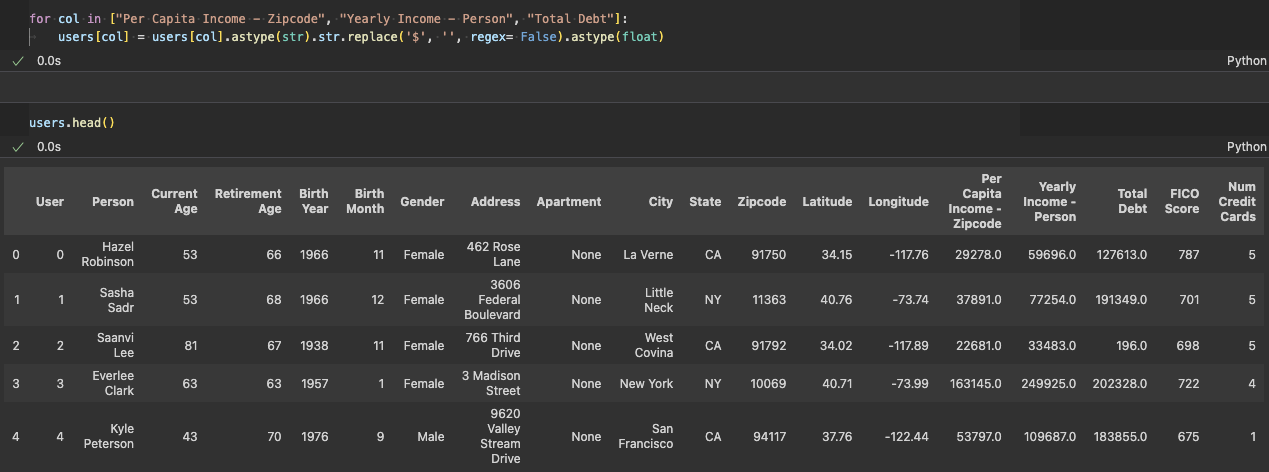 for col in ["Per Capita Income - Zipcode", "Yearly Income - Person", "Total Debt"]:
users[col] = users[col].astype(str).str.replace('$', '', regex= False).astype(float)
✓ 0.0s Python
users.head()
✓ 0.0s Python
User Person Current Age Retirement Age Birth Year Birth Month Gender Address Apartment City State Zipcode Latitude Longitude Per Capita Income - Zipcode Yearly Income - Person Total Debt FICO Score Num Credit Cards
0 0 Hazel Robinson 53 66 1966 11 Female 462 Rose Lane None La Verne CA 91750 34.15 -117.76 29278.0 59696.0 127613.0 787 5
1 1 Sasha Sadr 53 68 1966 12 Female 3606 Federal Boulevard None Little Neck NY 11363 40.76 -73.74 37891.0 77254.0 191349.0 701 5
2 2 Saanvi Lee 81 67 1938 11 Female 766 Third Drive None West Covina CA 91792 34.02 -117.89 22681.0 33483.0 196.0 698 5
3 3 Everlee Clark 63 63 1957 1 Female 3 Madison Street None New York NY 10069 40.71 -73.99 163145.0 249925.0 202328.0 722 4
4 4 Kyle Peterson 43 70 1976 9 Male 9620 Valley Stream Drive None San Francisco CA 94117 37.76 -122.44 53797.0 109687.0 183855.0 675 1